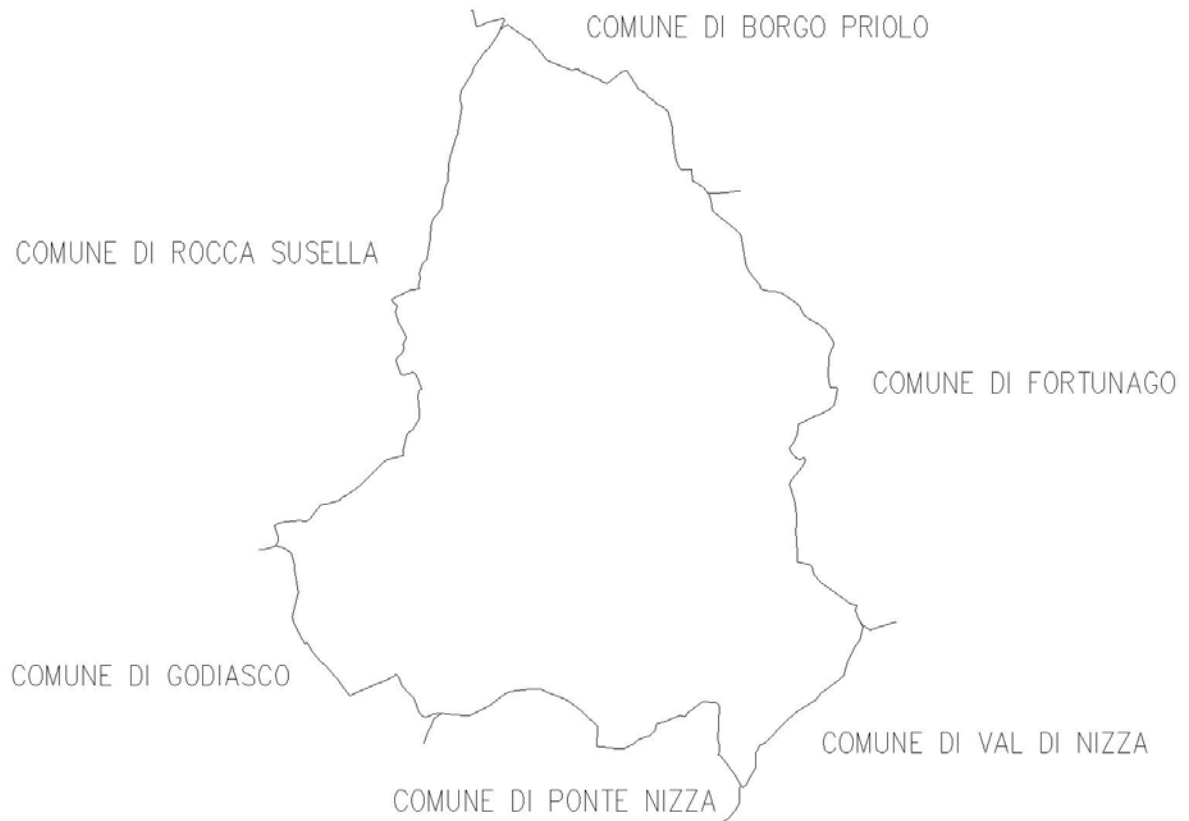 COMUNE DI BORGO PRIOLO
COMUNE DI ROCCA SUSELLA
COMUNE DI FORTUNAGO
COMUNE DI GODIASCO
COMUNE DI VAL DI NIZZA
COMUNE DI PONTE NIZZA